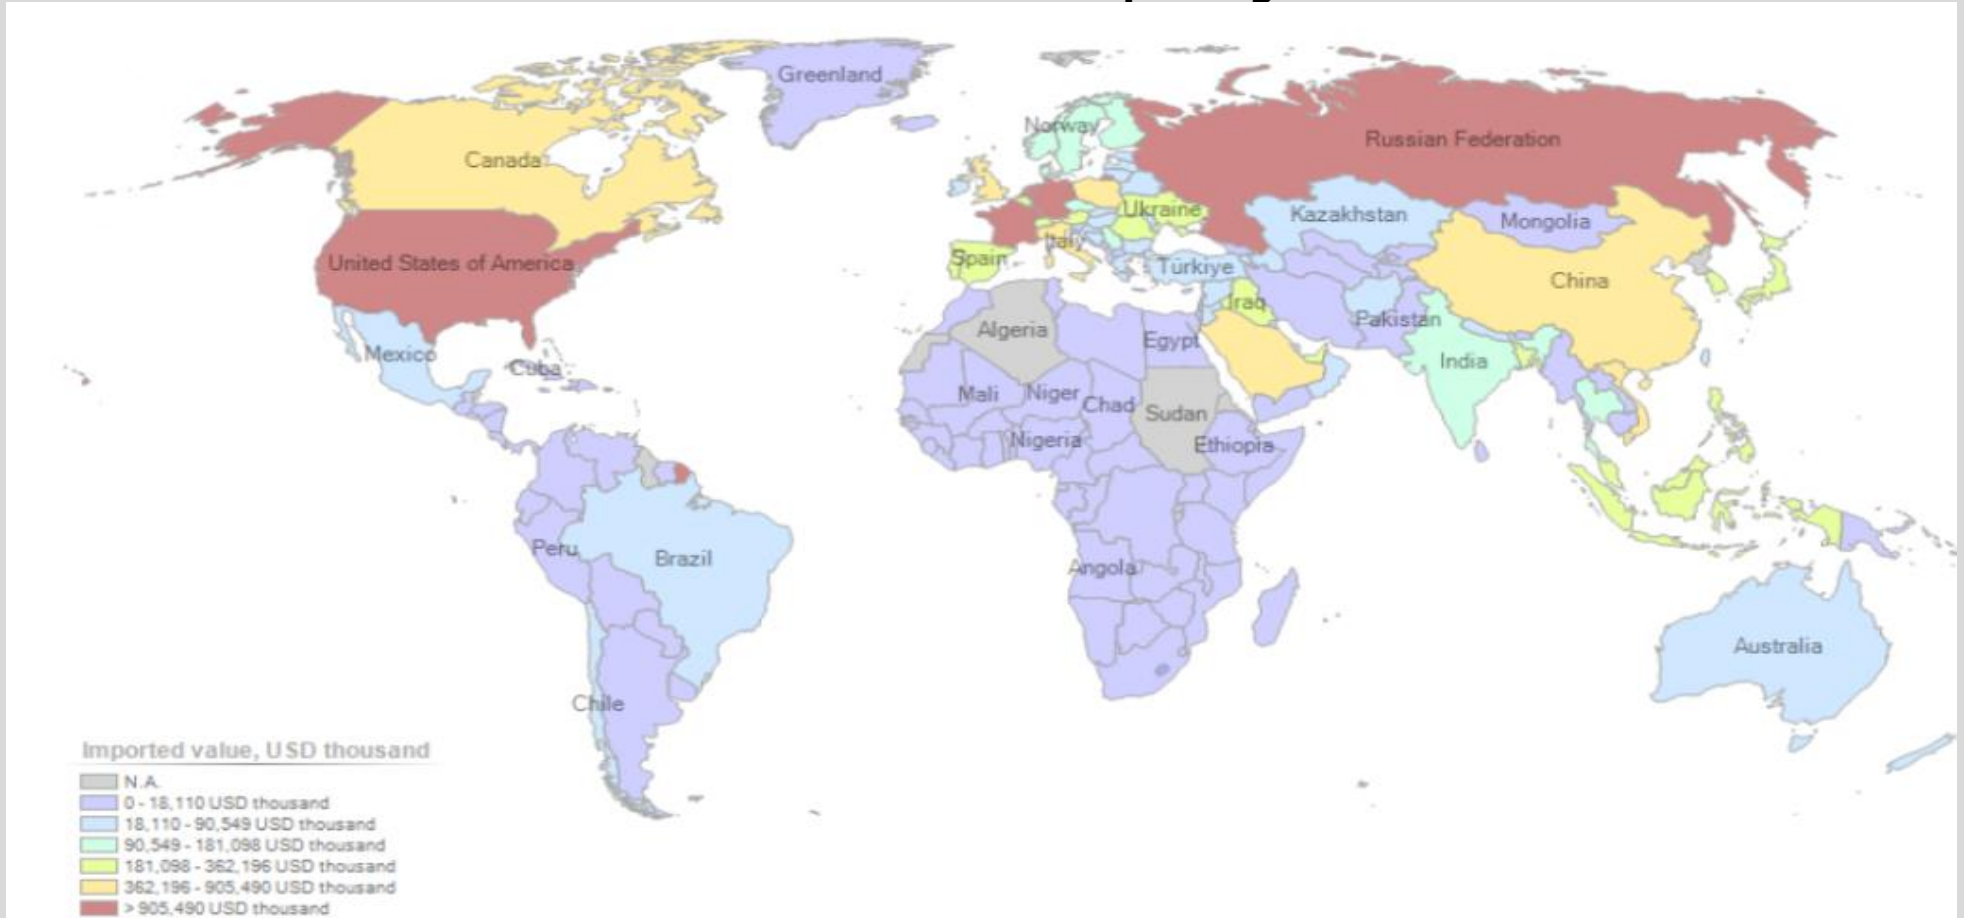 Greenland
Norway
Russian Federation
Canada
Ukraine
Kazakhstan
Mongolia
Italy
United States of America
Spain
Türkiye
China
Iraq
Pakistan
Algeria
Egypt
Mexico
Cuba
India
Mali
Niger
Chad
Sudan
Nigeria
Ethiopia
Peru
Brazil
Angola
Australia
Chile
Imported value, USD thousand
N.A.
0 - 18,110 USD thousand
18,110 - 90,549 USD thousand
90,549 - 181,098 USD thousand
181,098 - 362,196 USD thousand
362,196 - 905,490 USD thousand
> 905,490 USD thousand